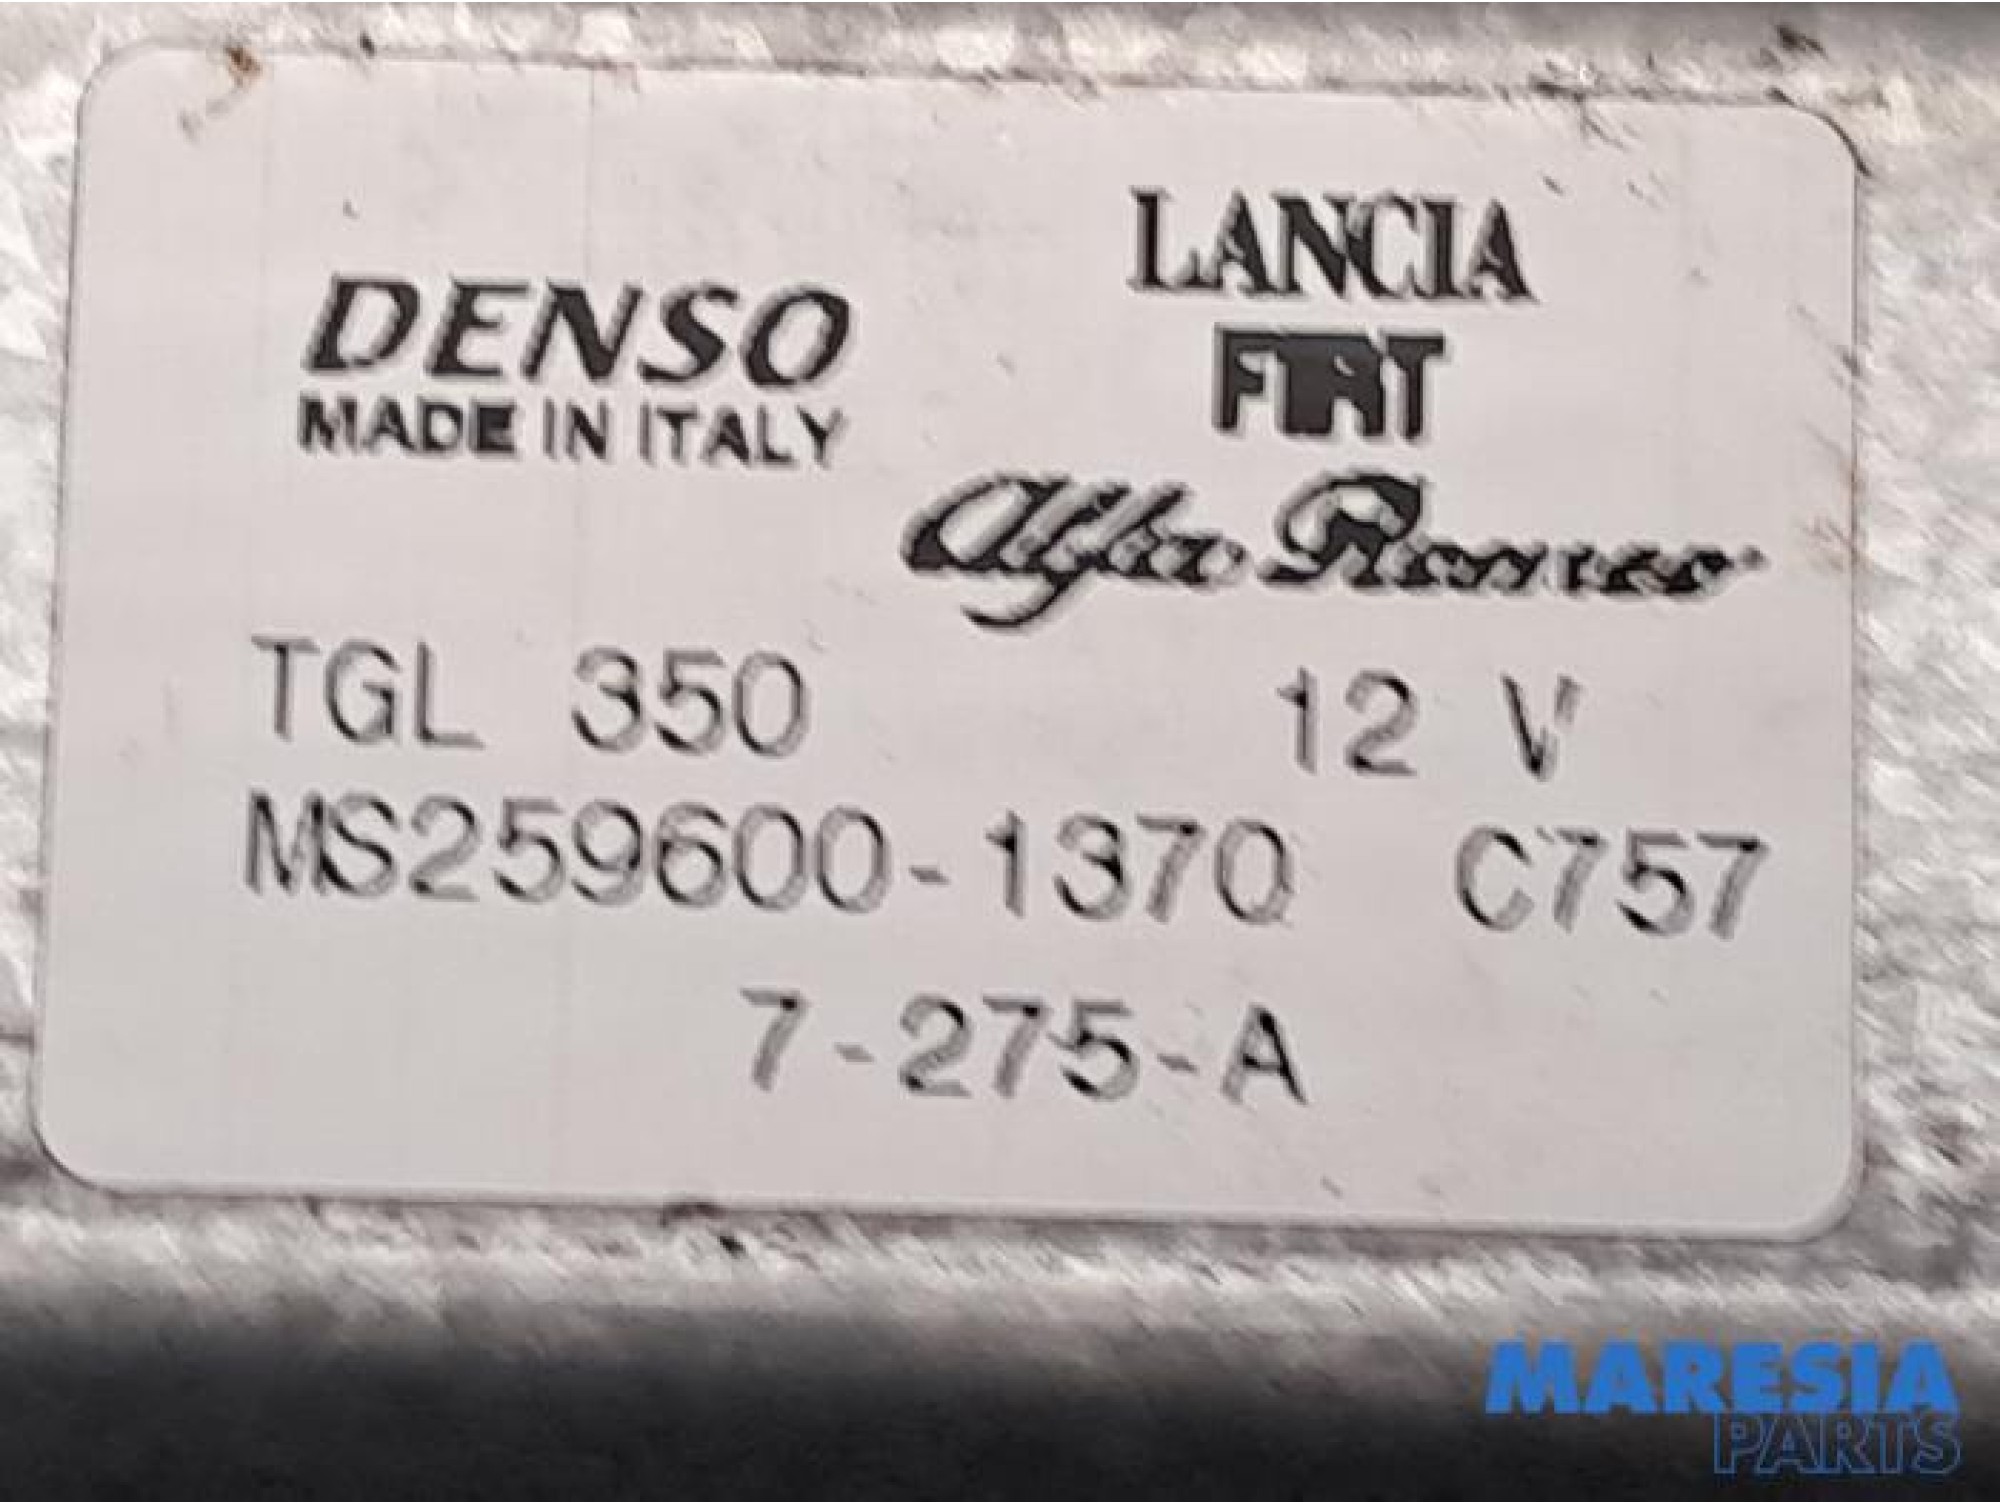 DENSO
MADE IN ITALY
LANCIA
FIAT
Alfa Romeo
TGL 350 12 V
MS259600-1370 C757
7-275-A
MARESIA
PARTS